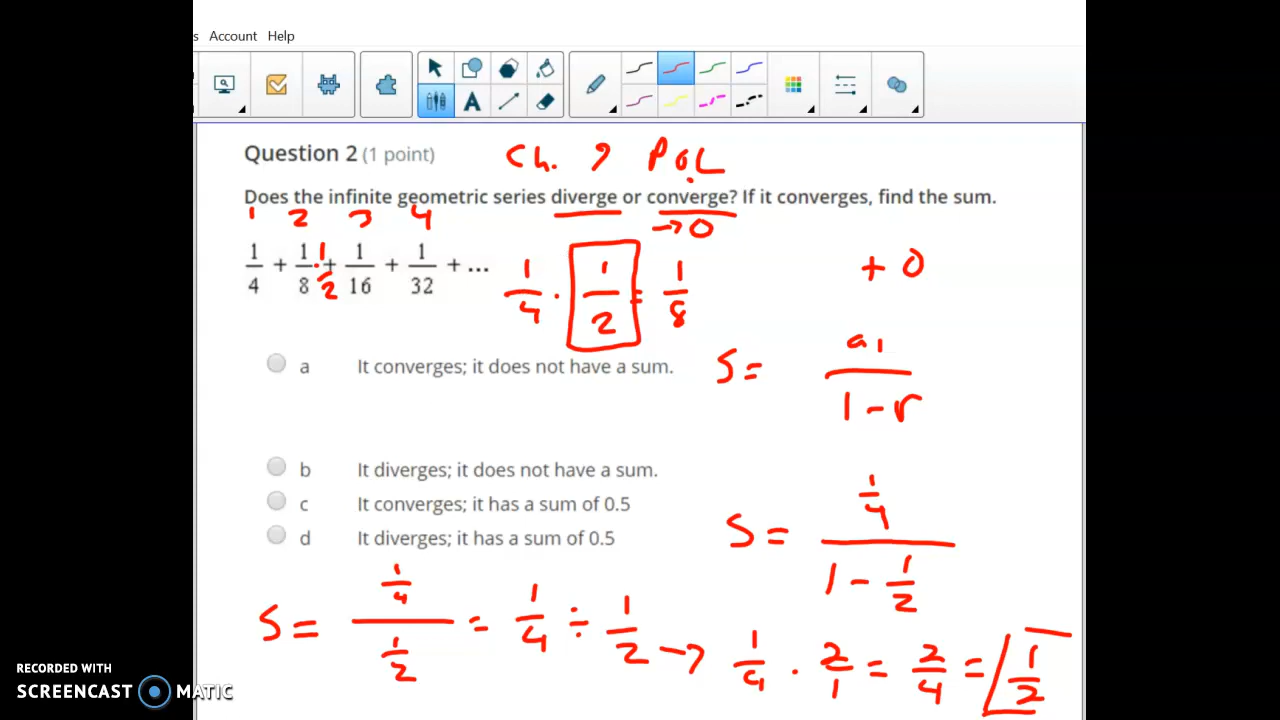 s Account Help
Question 2 (1 point) Ch. 9 POL
Does the infinite geometric series diverge or converge? If it converges, find the sum.
1 2 3 4
→ 0
1/4 + 1/8 + 1/16 + 1/32 + ...
· 1/2
1/4 · 1/2 = 1/8
+ 0
a It converges; it does not have a sum.
S = a1/1-r
b It diverges; it does not have a sum.
c It converges; it has a sum of 0.5
d It diverges; it has a sum of 0.5
S = 1/4/1 - 1/2
S = 1/4/1/2 = 1/4 ÷ 1/2 → 1/4 · 2/1 = 2/4 = 1/2
RECORDED WITH
SCREENCAST MATIC